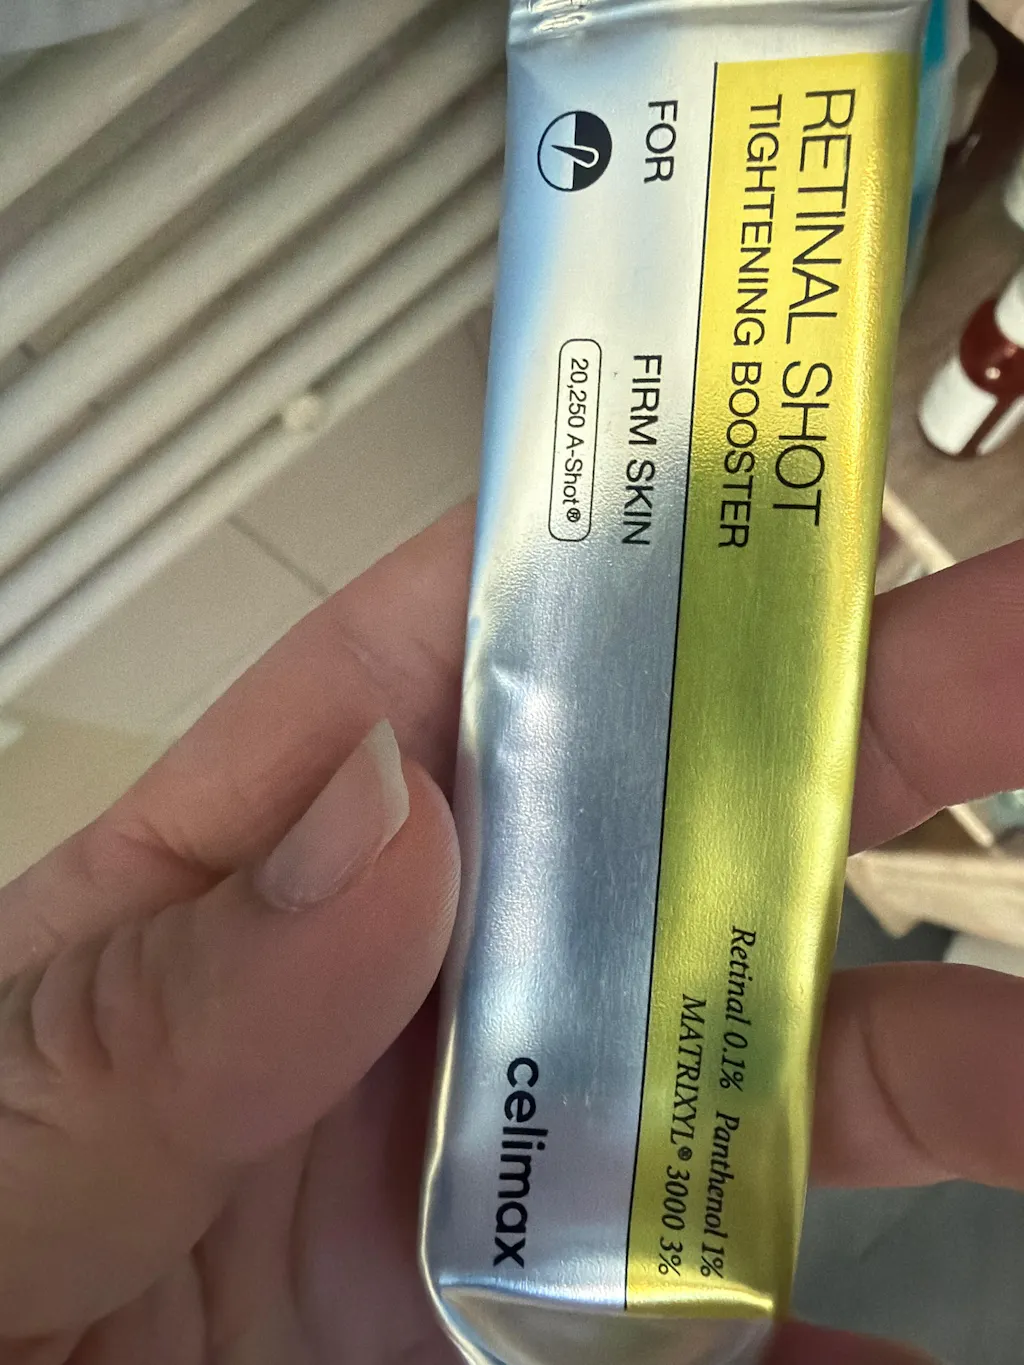 RETINAL SHOT
TIGHTENING BOOSTER
FOR FIRM SKIN
20,250 A-Shot®
Retinal 0.1% Panthenol 1%
MATRIXYL® 3000 3%
celimax